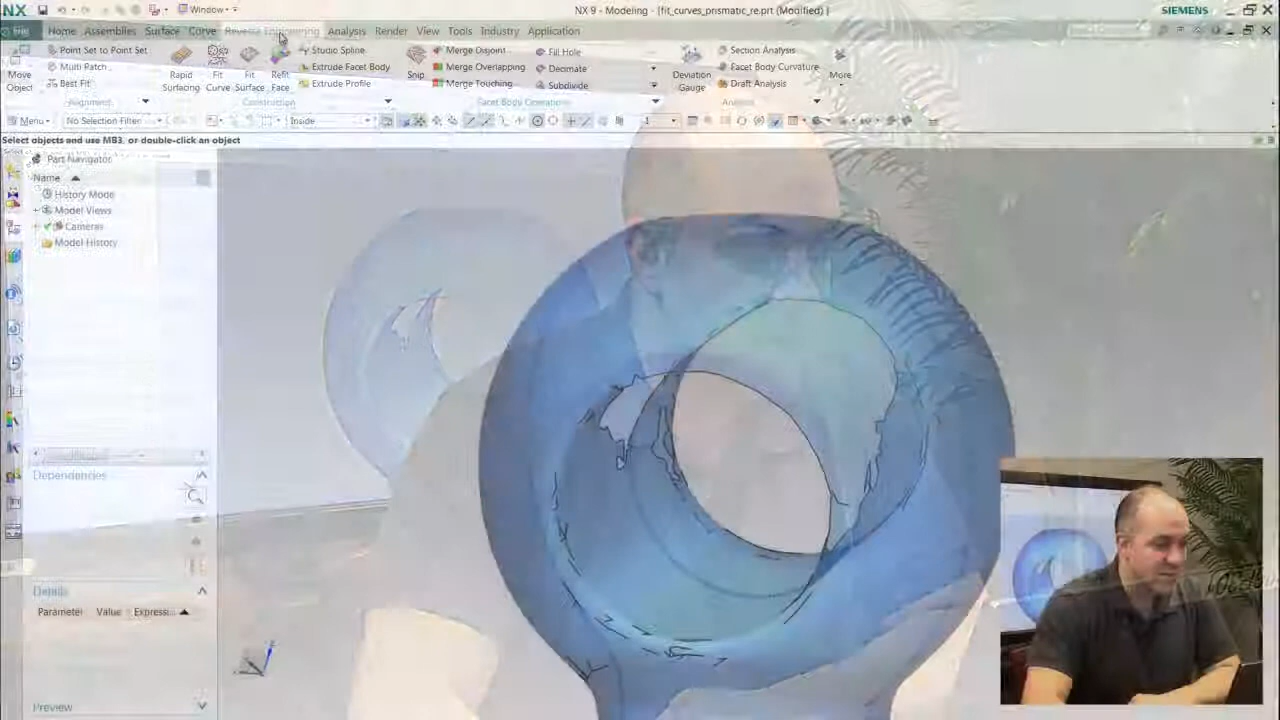 NX
Window
NX 9 - Modeling - [fit_curves_prismatic_re.prt (Modified) ]
SIEMENS
File Home Assemblies Surface Curve Reverse Engineering Analysis Render View Tools Industry Application
Move Object
Point Set to Point Set
Multi Patch
Best Fit
Rapid Surfacing
Fit Curve
Fit Surface
Refit Face
Studio Spline
Extrude Facet Body
Extrude Profile
Snip
Merge Disjoint
Merge Overlapping
Merge Touching
Fill Hole
Decimate
Subdivide
Deviation Gauge
Section Analysis
Facet Body Curvature
Draft Analysis
More
Alignment
Construction
Facet Body Operations
Analysis
Menu
No Selection Filter
Inside
1
Select objects and use MB3, or double-click an object
Part Navigator
Name
History Mode
Model Views
Cameras
Model History
Dependencies
Details
Parameter Value Expressi...
Preview